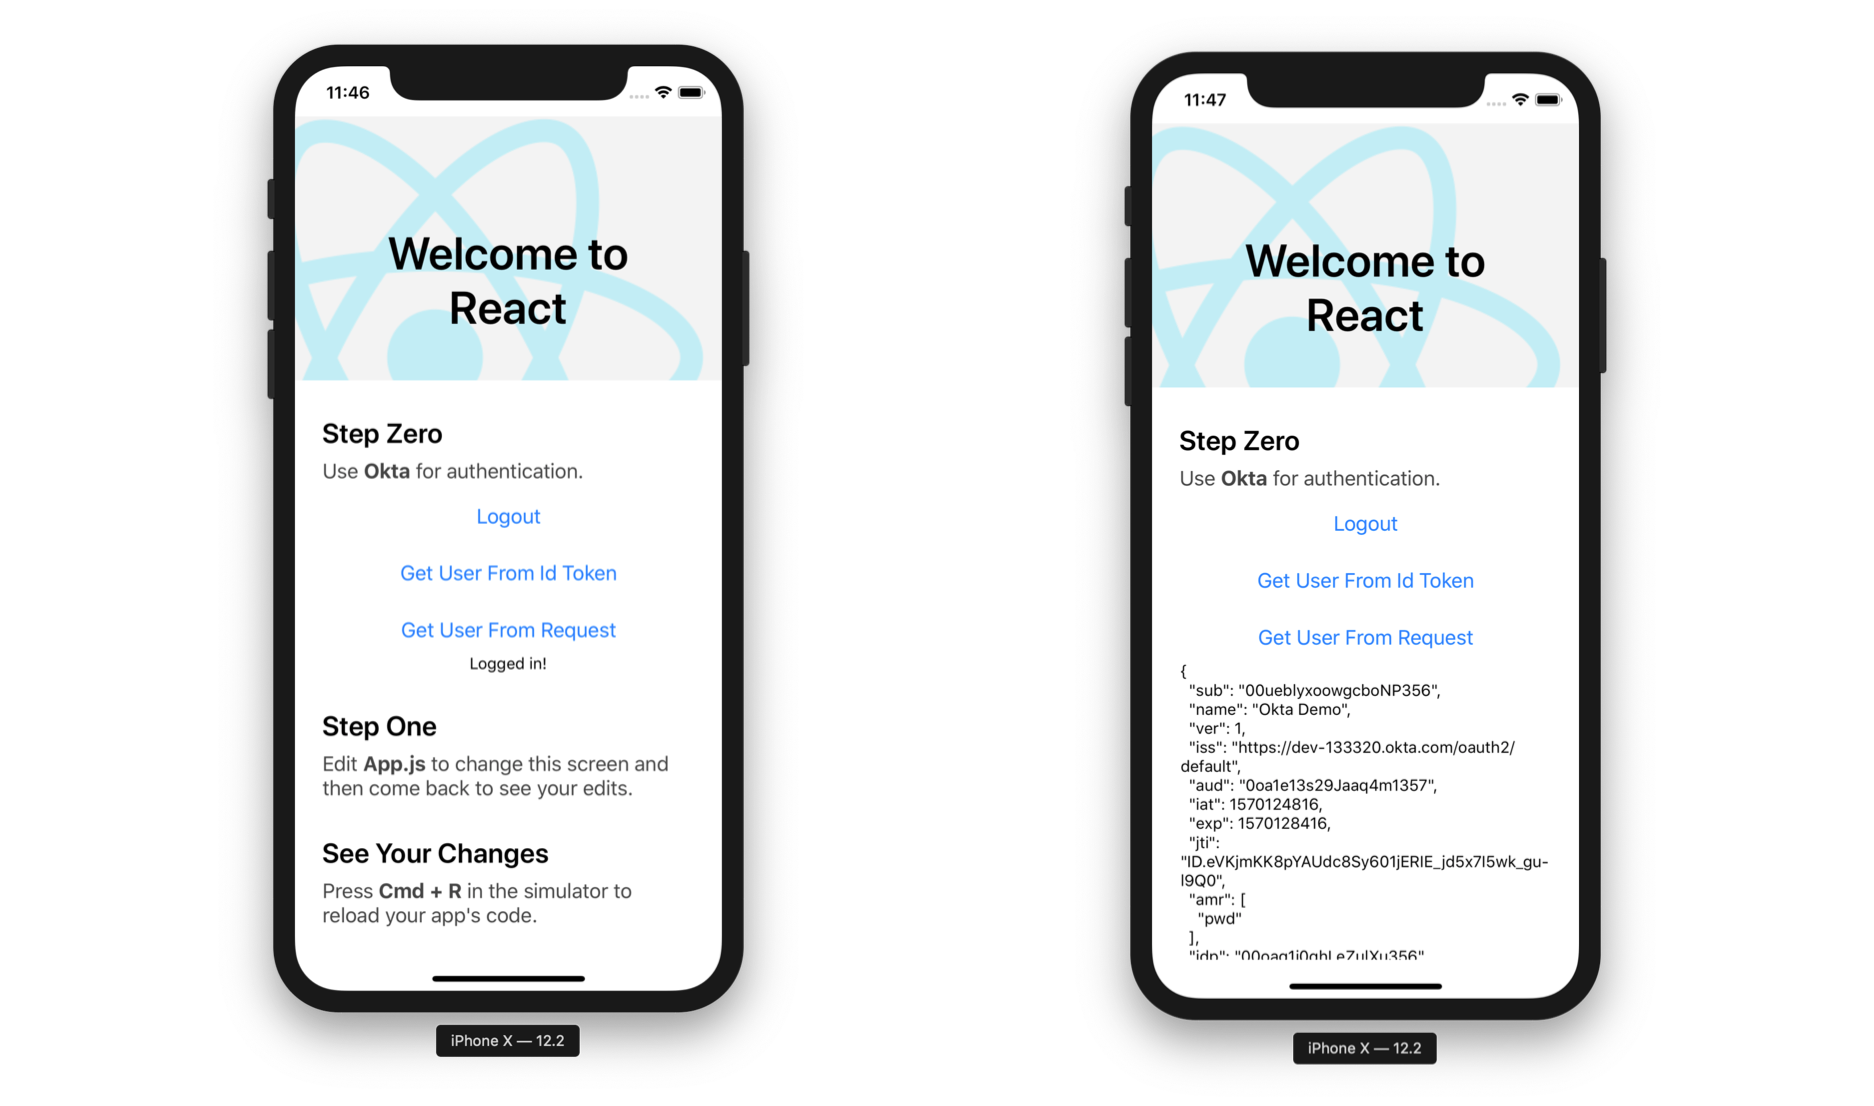 11:46
Welcome to
React
Step Zero
Use Okta for authentication.
Logout
Get User From Id Token
Get User From Request
Logged in!
Step One
Edit App.js to change this screen and
then come back to see your edits.
See Your Changes
Press Cmd + R in the simulator to
reload your app's code.
iPhone X — 12.2
11:47
Welcome to
React
Step Zero
Use Okta for authentication.
Logout
Get User From Id Token
Get User From Request
{
"sub": "00ueblyxoowgcboNP356",
"name": "Okta Demo",
"ver": 1,
"iss": "https://dev-133320.okta.com/oauth2/
default",
"aud": "0oa1e13s29Jaaq4m1357",
"iat": 1570124816,
"exp": 1570128416,
"jti":
"ID.eVKjmKK8pYAUdc8Sy601jERIE_jd5x7I5wk_gu-
I9Q0",
"amr": [
"pwd"
],
"idp":
iPhone X — 12.2